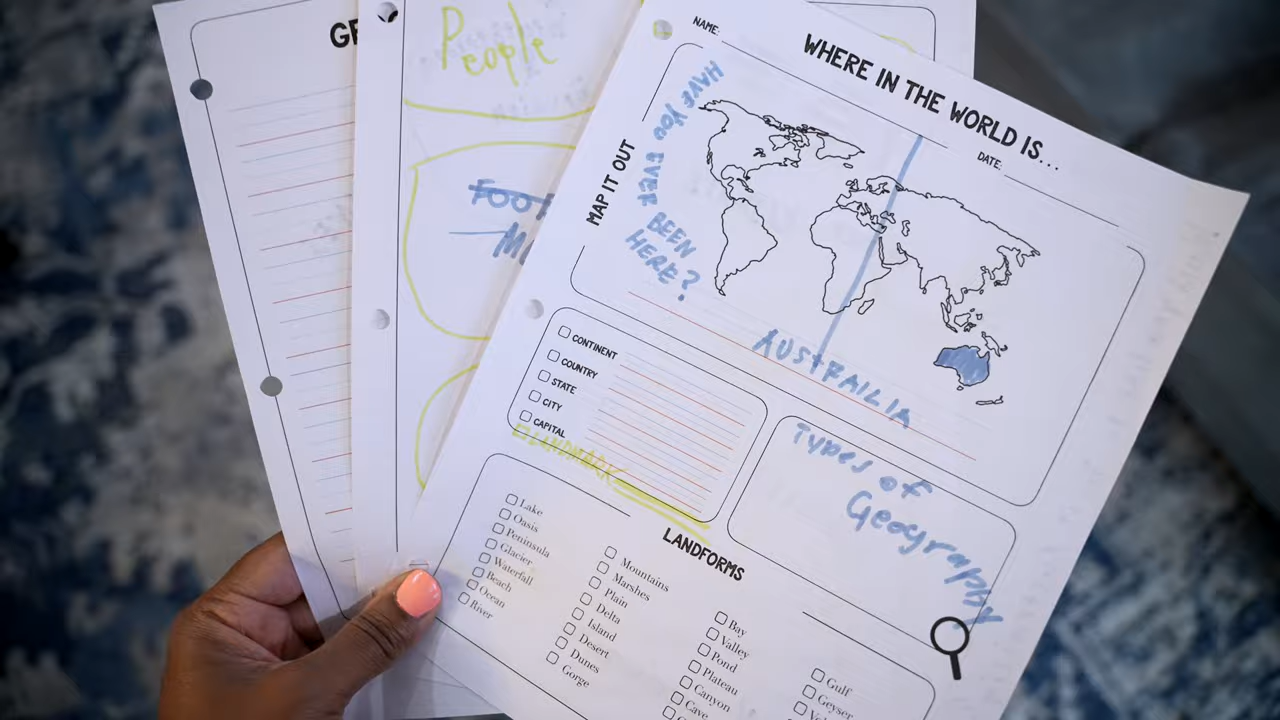 GE
People
FOOT
NAME:
WHERE IN THE WORLD IS...
DATE:
MAP IT OUT
HAVE YOU EVER BEEN
HERE?
AUSTRAILIA
CONTINENT
COUNTRY
STATE
CITY
CAPITAL
LANDMARK
Types of
Geography
LANDFORMS
Lake
Oasis
Peninsula
Glacier
Waterfall
Beach
Ocean
River
Mountains
Marshes
Plain
Delta
Island
Desert
Dunes
Gorge
Bay
Valley
Pond
Plateau
Canyon
Cave
Gulf
Geyser